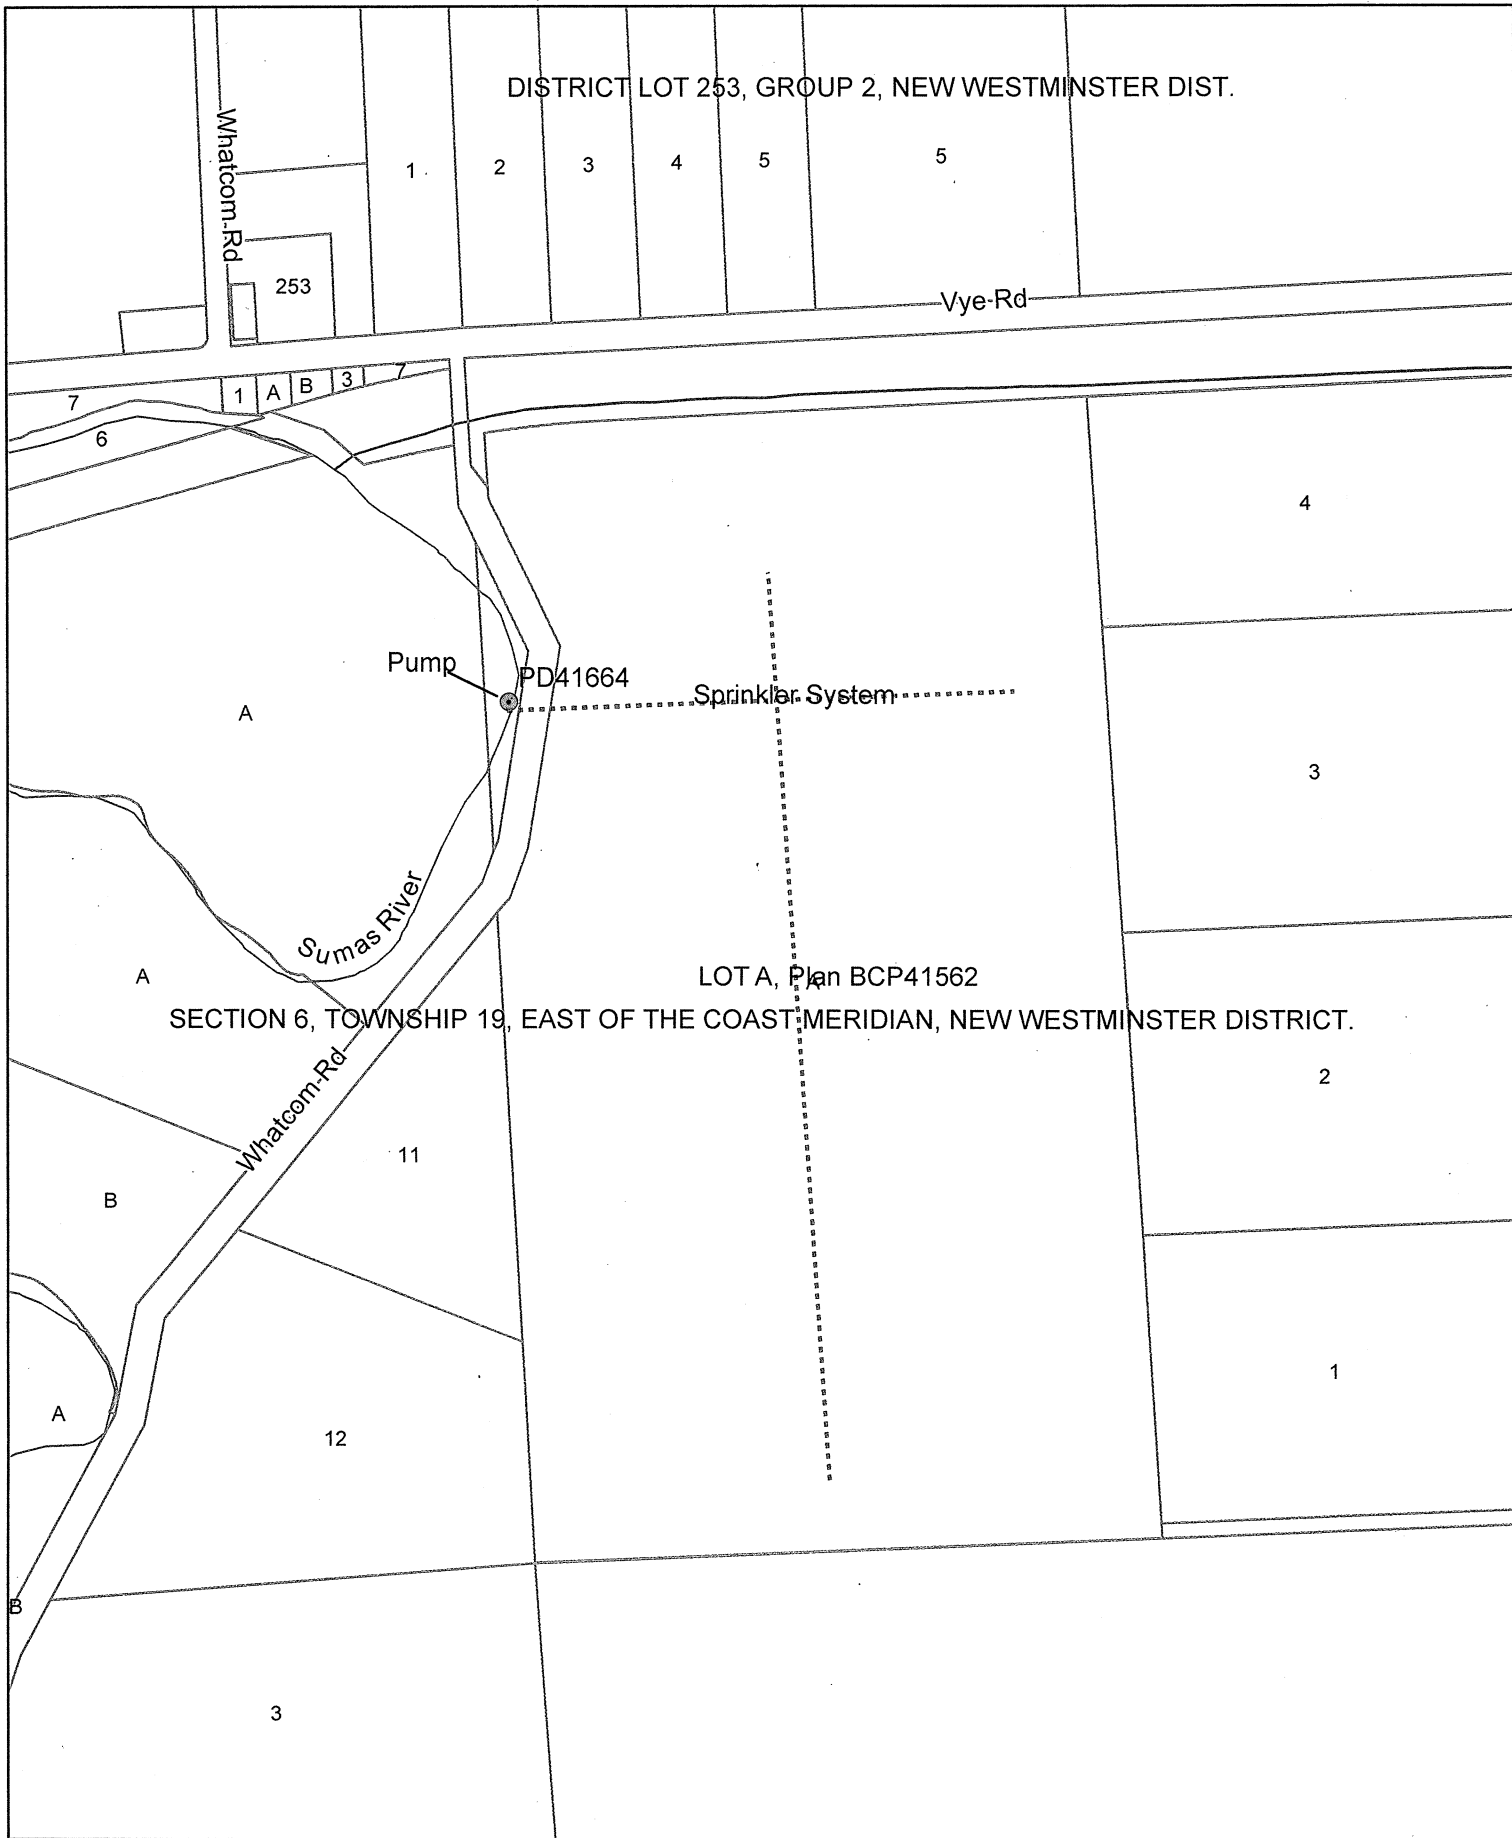 DISTRICT LOT 253, GROUP 2, NEW WESTMINSTER DIST.
Whatcom-Rd
1
2
3
4
5
5
253
Vye-Rd
7
1
A
B
3
7
6
4
Pump
PD41664
Sprinkler System
A
3
Sumas River
A
LOT A, Plan BCP41562
A
SECTION 6, TOWNSHIP 19, EAST OF THE COAST MERIDIAN, NEW WESTMINSTER DISTRICT.
Whatcom-Rd
2
11
B
1
A
12
B
3